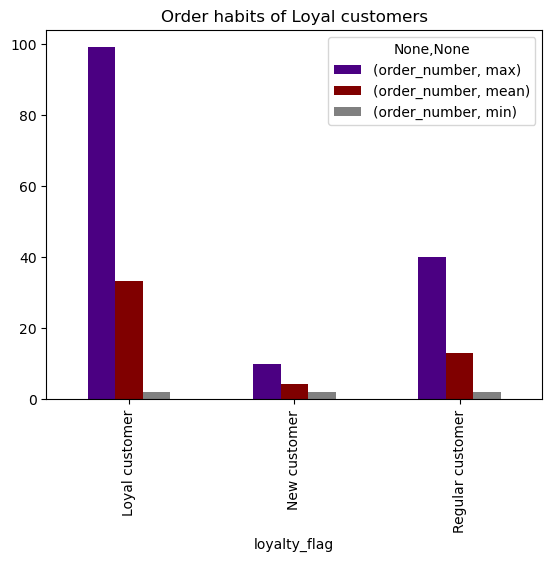 Order habits of Loyal customers
None,None
(order_number, max)
(order_number, mean)
(order_number, min)
100
80
60
40
20
0
Loyal customer
New customer
Regular customer
loyalty_flag